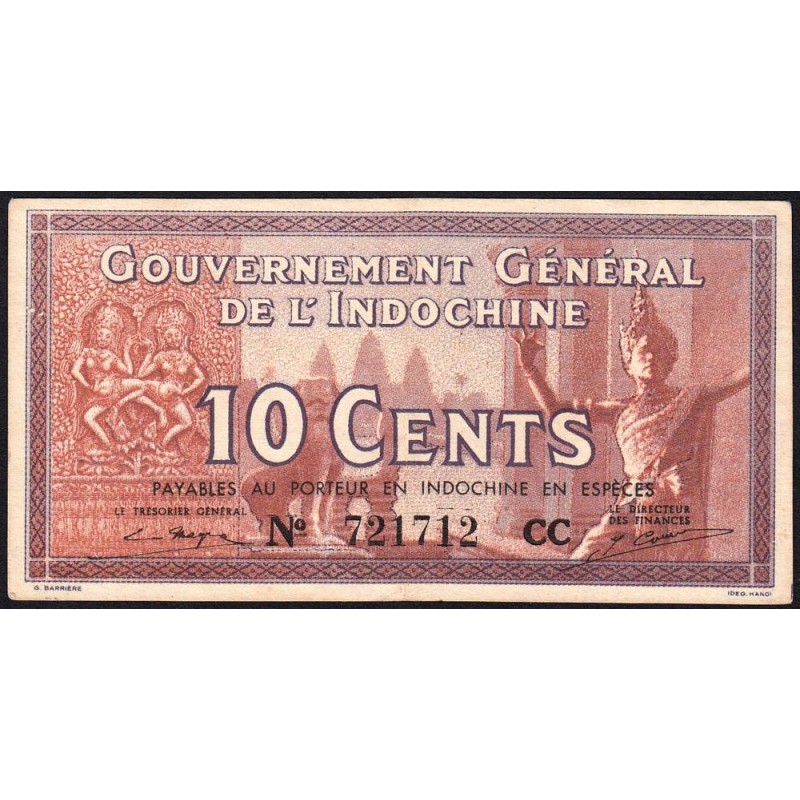 GOUVERNEMENT GÉNÉRAL
DE L'INDOCHINE
10 CENTS
PAYABLES AU PORTEUR EN INDOCHINE EN ESPÈCES
LE TRÉSORIER GÉNÉRAL
LE DIRECTEUR
DES FINANCES
No 721712 CC
G. BARRIÈRE
IDEO. HANOI